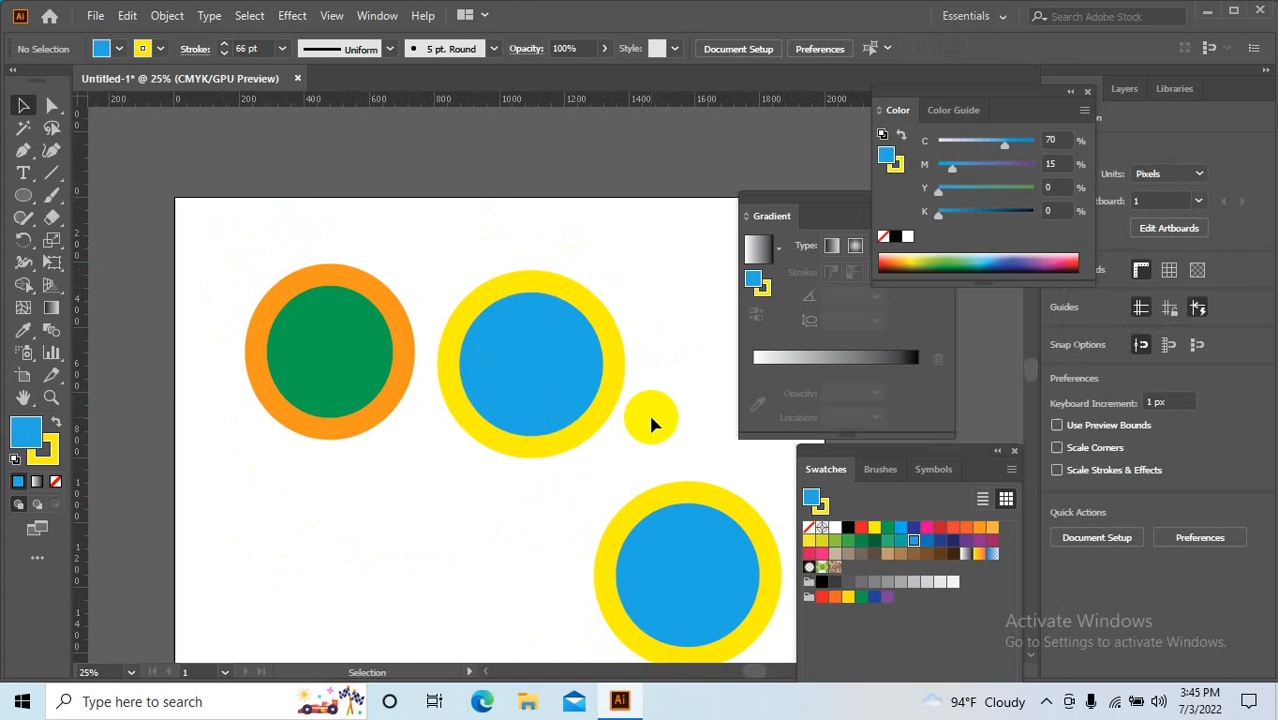 Ai File Edit Object Type Select Effect View Window Help Essentials Search Adobe Stock
No Selection Stroke: 66 pt Uniform 5 pt. Round Opacity: 100% Style: Document Setup Preferences
Untitled-1* @ 25% (CMYK/GPU Preview)
Layers Libraries
200 0 200 400 600 800 1000 1200 1400 1600 1800 2000
Color Color Guide
C 70 %
M 15 %
Y 0 %
K 0 %
Units: Pixels
1
Edit Artboards
Guides
Snap Options
Preferences
Keyboard Increment: 1 px
Use Preview Bounds
Scale Corners
Scale Strokes & Effects
Quick Actions
Document Setup Preferences
Gradient
Type:
Stroke:
Opacity:
Location:
Swatches Brushes Symbols
Activate Windows
Go to Settings to activate Windows.
25% 1 Selection
Type here to search
Ai
94°F Cloudy
3:45 PM
7/3/2022